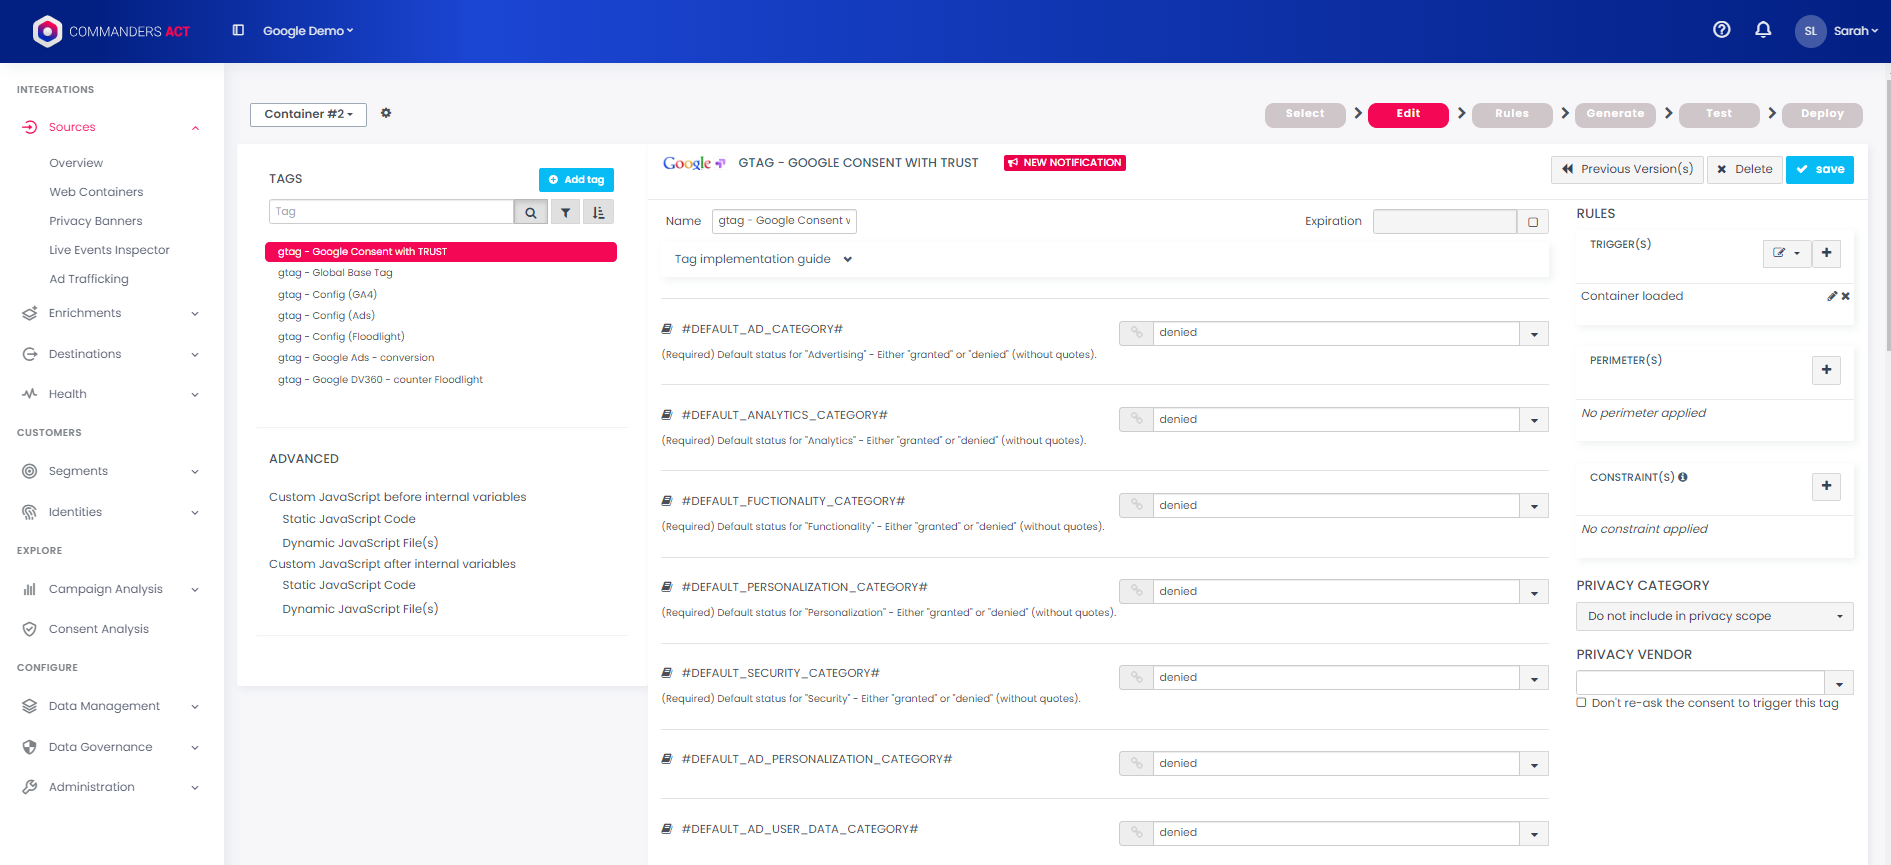 COMMANDERS ACT
Google Demo
SL
Sarah
INTEGRATIONS
Sources
Overview
Web Containers
Privacy Banners
Live Events Inspector
Ad Trafficking
Enrichments
Destinations
Health
CUSTOMERS
Segments
Identities
EXPLORE
Campaign Analysis
Consent Analysis
CONFIGURE
Data Management
Data Governance
Administration
Container #2
Select
Edit
Rules
Generate
Test
Deploy
TAGS
Add tag
Tag
gtag - Google Consent with TRUST
gtag - Global Base Tag
gtag - Config (GA4)
gtag - Config (Ads)
gtag - Config (Floodlight)
gtag - Google Ads - conversion
gtag - Google DV360 - counter Floodlight
ADVANCED
Custom JavaScript before internal variables
Static JavaScript Code
Dynamic JavaScript File(s)
Custom JavaScript after internal variables
Static JavaScript Code
Dynamic JavaScript File(s)
Google
GTAG - GOOGLE CONSENT WITH TRUST
NEW NOTIFICATION
Previous Version(s)
Delete
save
Name
gtag - Google Consent v
Expiration
Tag implementation guide
#DEFAULT_AD_CATEGORY#
denied
(Required) Default status for "Advertising" - Either "granted" or "denied" (without quotes).
#DEFAULT_ANALYTICS_CATEGORY#
denied
(Required) Default status for "Analytics" - Either "granted" or "denied" (without quotes).
#DEFAULT_FUCTIONALITY_CATEGORY#
denied
(Required) Default status for "Functionality" - Either "granted" or "denied" (without quotes).
#DEFAULT_PERSONALIZATION_CATEGORY#
denied
(Required) Default status for "Personalization" - Either "granted" or "denied" (without quotes).
#DEFAULT_SECURITY_CATEGORY#
denied
(Required) Default status for "Security" - Either "granted" or "denied" (without quotes).
#DEFAULT_AD_PERSONALIZATION_CATEGORY#
denied
#DEFAULT_AD_USER_DATA_CATEGORY#
denied
RULES
TRIGGER(S)
Container loaded
PERIMETER(S)
No perimeter applied
CONSTRAINT(S)
No constraint applied
PRIVACY CATEGORY
Do not include in privacy scope
PRIVACY VENDOR
Don't re-ask the consent to trigger this tag